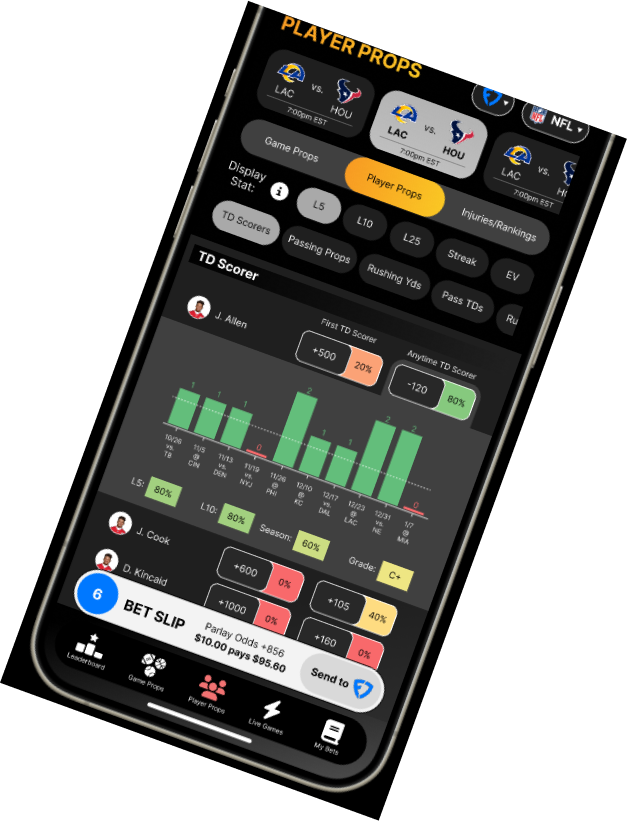 PLAYER PROPS
NFL
LAC vs. HOU
7:00pm EST
LAC vs. HOU
7:00pm EST
LAC vs.
7:00pm EST
Game Props Player Props Injuries/Rankings
Display Stat: i L5 L10 L25 Streak EV
TD Scorers Passing Props Rushing Yds Pass TDs Ru
TD Scorer
J. Allen
First TD Scorer
+500 20%
Anytime TD Scorer
-120 80%
1 1 1 0 2 1 1 2 2 0
10/26 vs. TB
11/5 @ CIN
11/13 vs. DEN
11/19 vs. NYJ
11/26 @ PHI
12/10 @ KC
12/17 vs. DAL
12/23 @ LAC
12/31 vs. NE
1/7 @ MIA
L5: 80% L10: 80% Season: 60% Grade: C+
J. Cook
+600 0% +105 40%
D. Kincaid
+1000 0% +160 0%
6 BET SLIP
Parlay Odds +856
$10.00 pays $95.60
Send to
Leaderboard
Game Props
Player Props
Live Games
My Bets